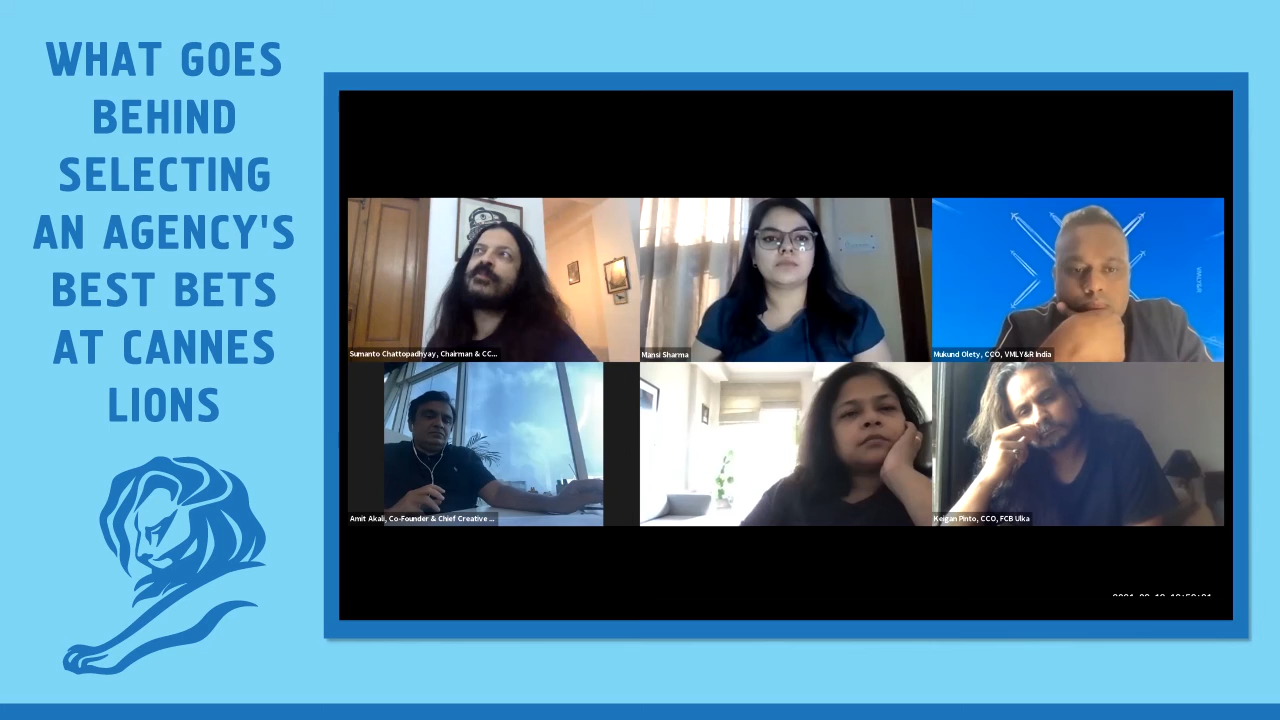 WHAT GOES
BEHIND
SELECTING
AN AGENCY'S
BEST BETS
AT CANNES
LIONS
Sumanto Chattopadhyay, Chairman & CC...
Mansi Sharma
Mukund Olety, CCO, VMLY&R India
VMLY&R
Amit Akali, Co-Founder & Chief Creative ...
Keigan Pinto, CCO, FCB Ulka